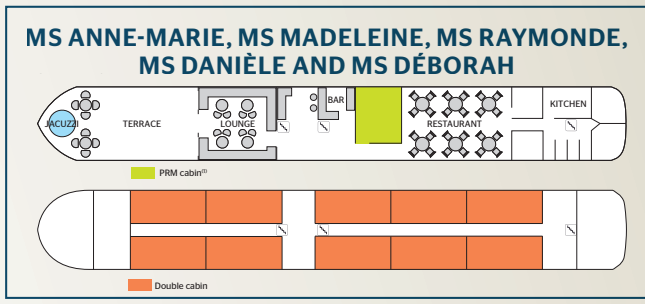 MS ANNE-MARIE, MS MADELEINE, MS RAYMONDE,
MS DANIÈLE AND MS DÉBORAH
JACUZZI
TERRACE
LOUNGE
BAR
RESTAURANT
KITCHEN
PRM cabin⁽¹⁾
Double cabin